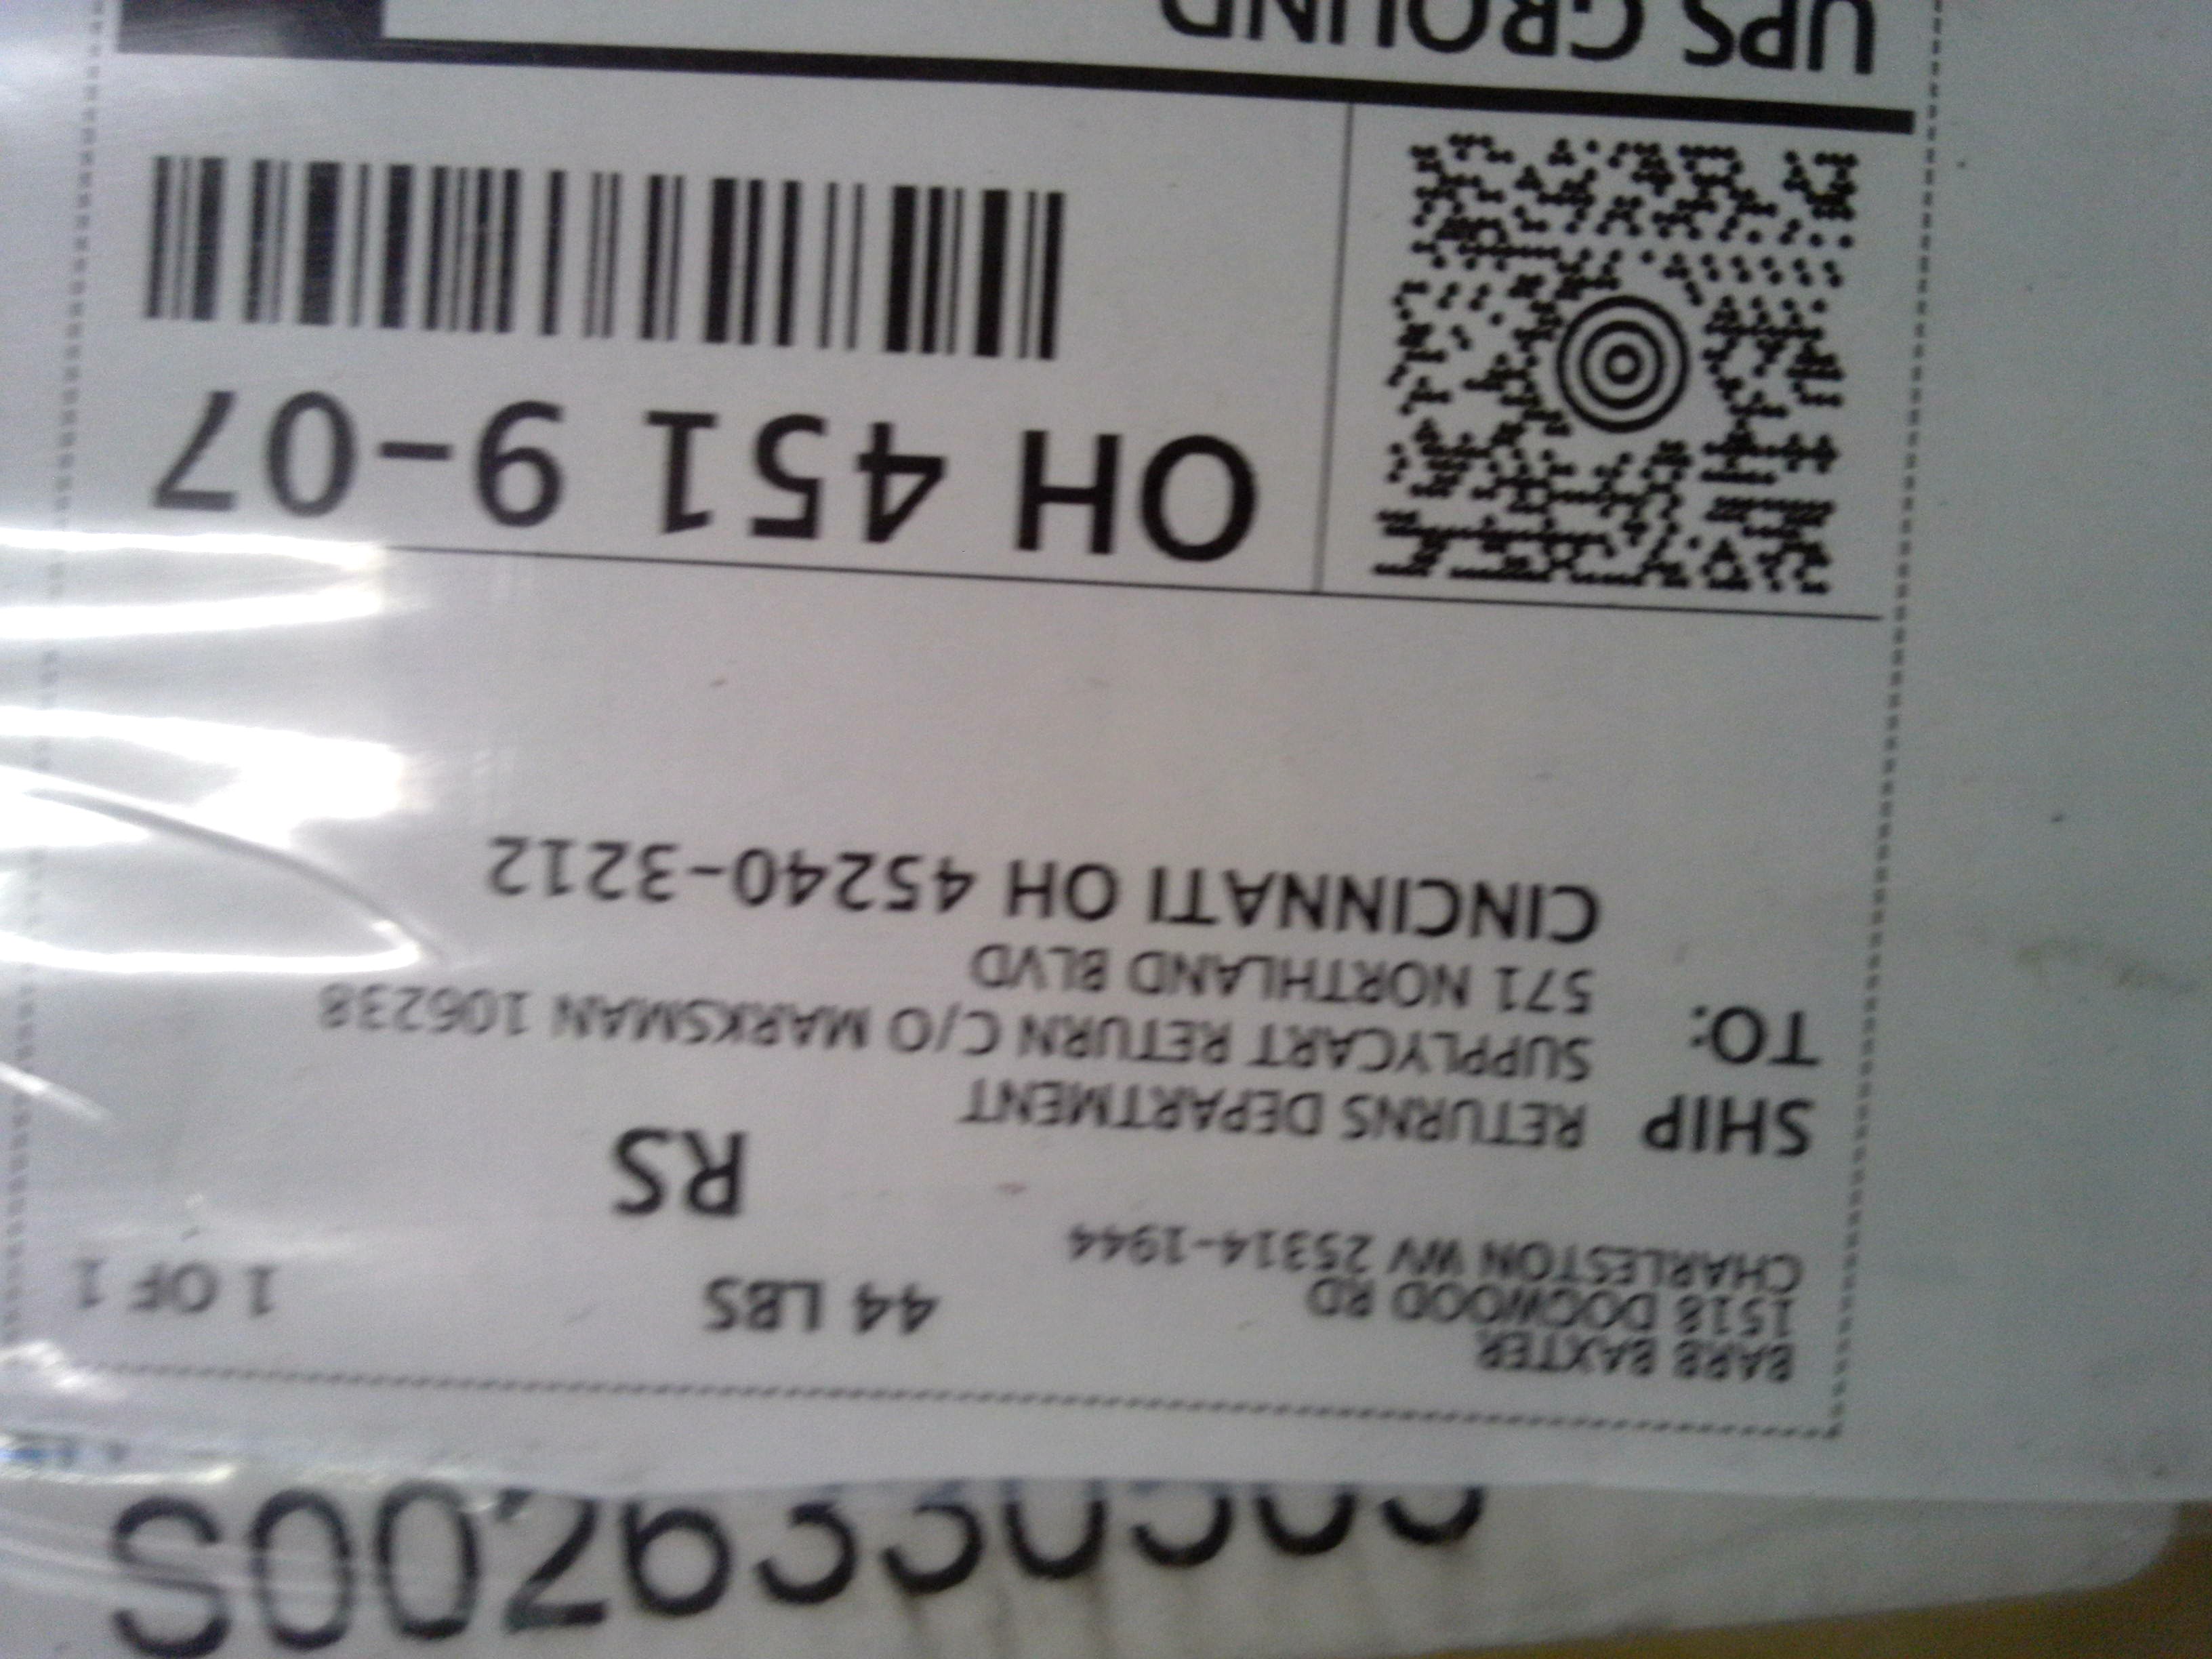 BARB BAXTER
1518 DOGWOOD RD
CHARLESTON WV 25314-1944
44 LBS
1 OF 1
RS
SHIP
TO:
RETURNS DEPARTMENT
SUPPLYCART RETURN C/O MARKSMAN 106238
571 NORTHLAND BLVD
CINCINNATI OH 45240-3212
OH 451 9-07
UPS GROUND